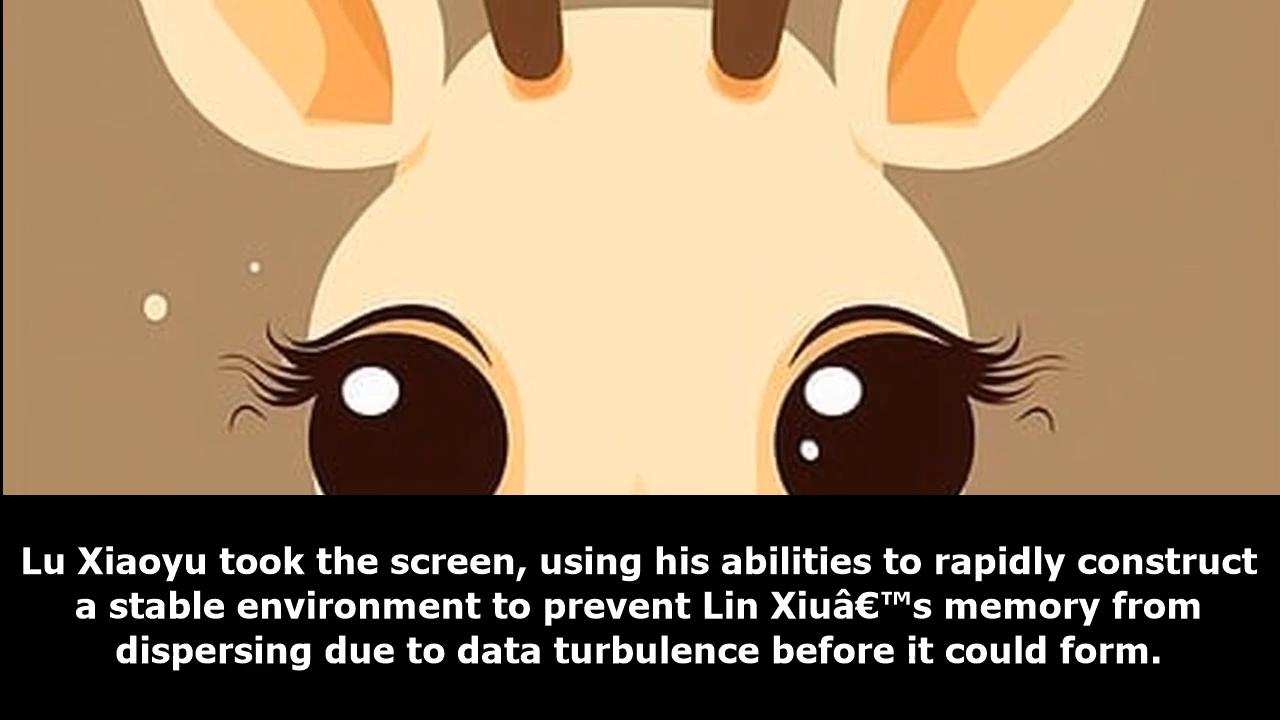 Lu Xiaoyu took the screen, using his abilities to rapidly construct
a stable environment to prevent Lin Xiuâ€™s memory from
dispersing due to data turbulence before it could form.